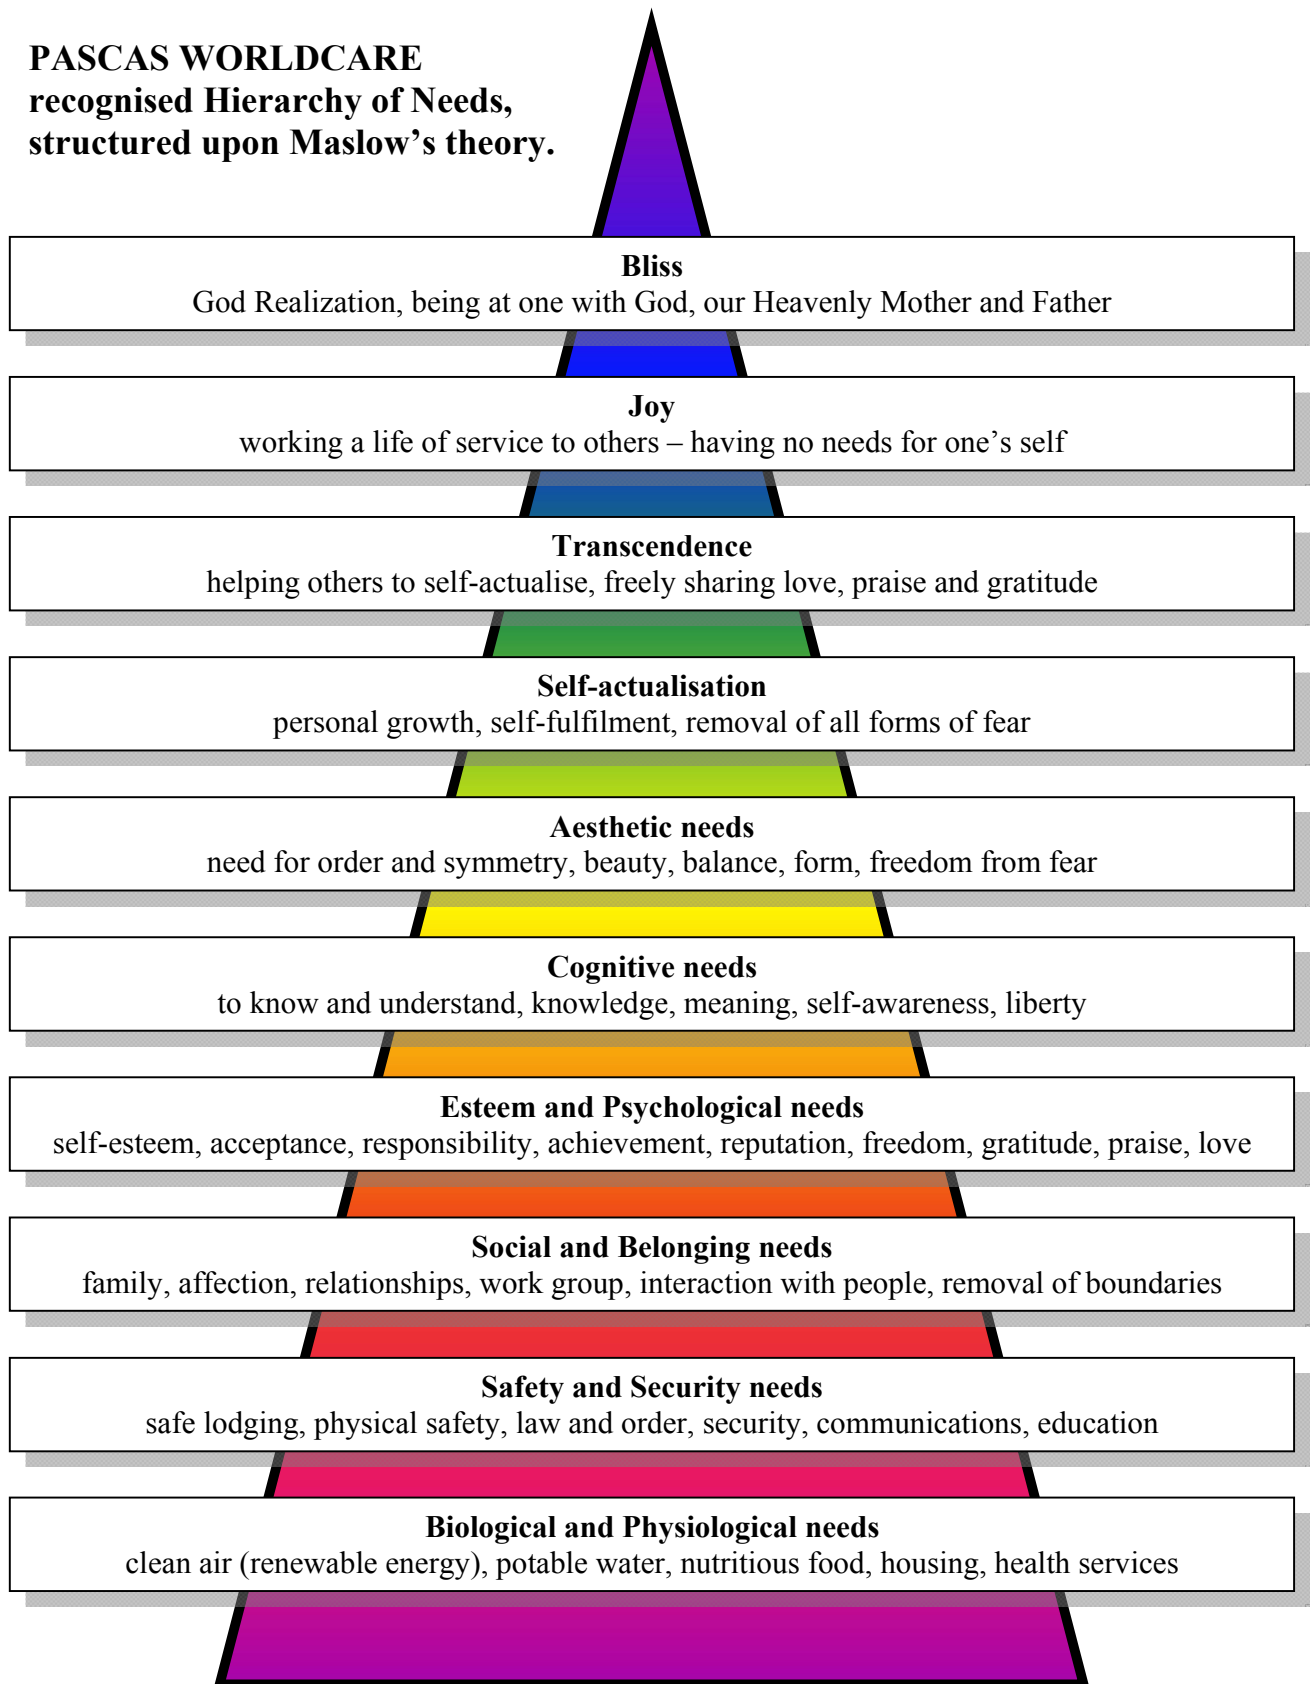 PASCAS WORLDCARE
recognised Hierarchy of Needs,
structured upon Maslow’s theory.
Bliss
God Realization, being at one with God, our Heavenly Mother and Father
Joy
working a life of service to others – having no needs for one’s self
Transcendence
helping others to self-actualise, freely sharing love, praise and gratitude
Self-actualisation
personal growth, self-fulfilment, removal of all forms of fear
Aesthetic needs
need for order and symmetry, beauty, balance, form, freedom from fear
Cognitive needs
to know and understand, knowledge, meaning, self-awareness, liberty
Esteem and Psychological needs
self-esteem, acceptance, responsibility, achievement, reputation, freedom, gratitude, praise, love
Social and Belonging needs
family, affection, relationships, work group, interaction with people, removal of boundaries
Safety and Security needs
safe lodging, physical safety, law and order, security, communications, education
Biological and Physiological needs
clean air (renewable energy), potable water, nutritious food, housing, health services